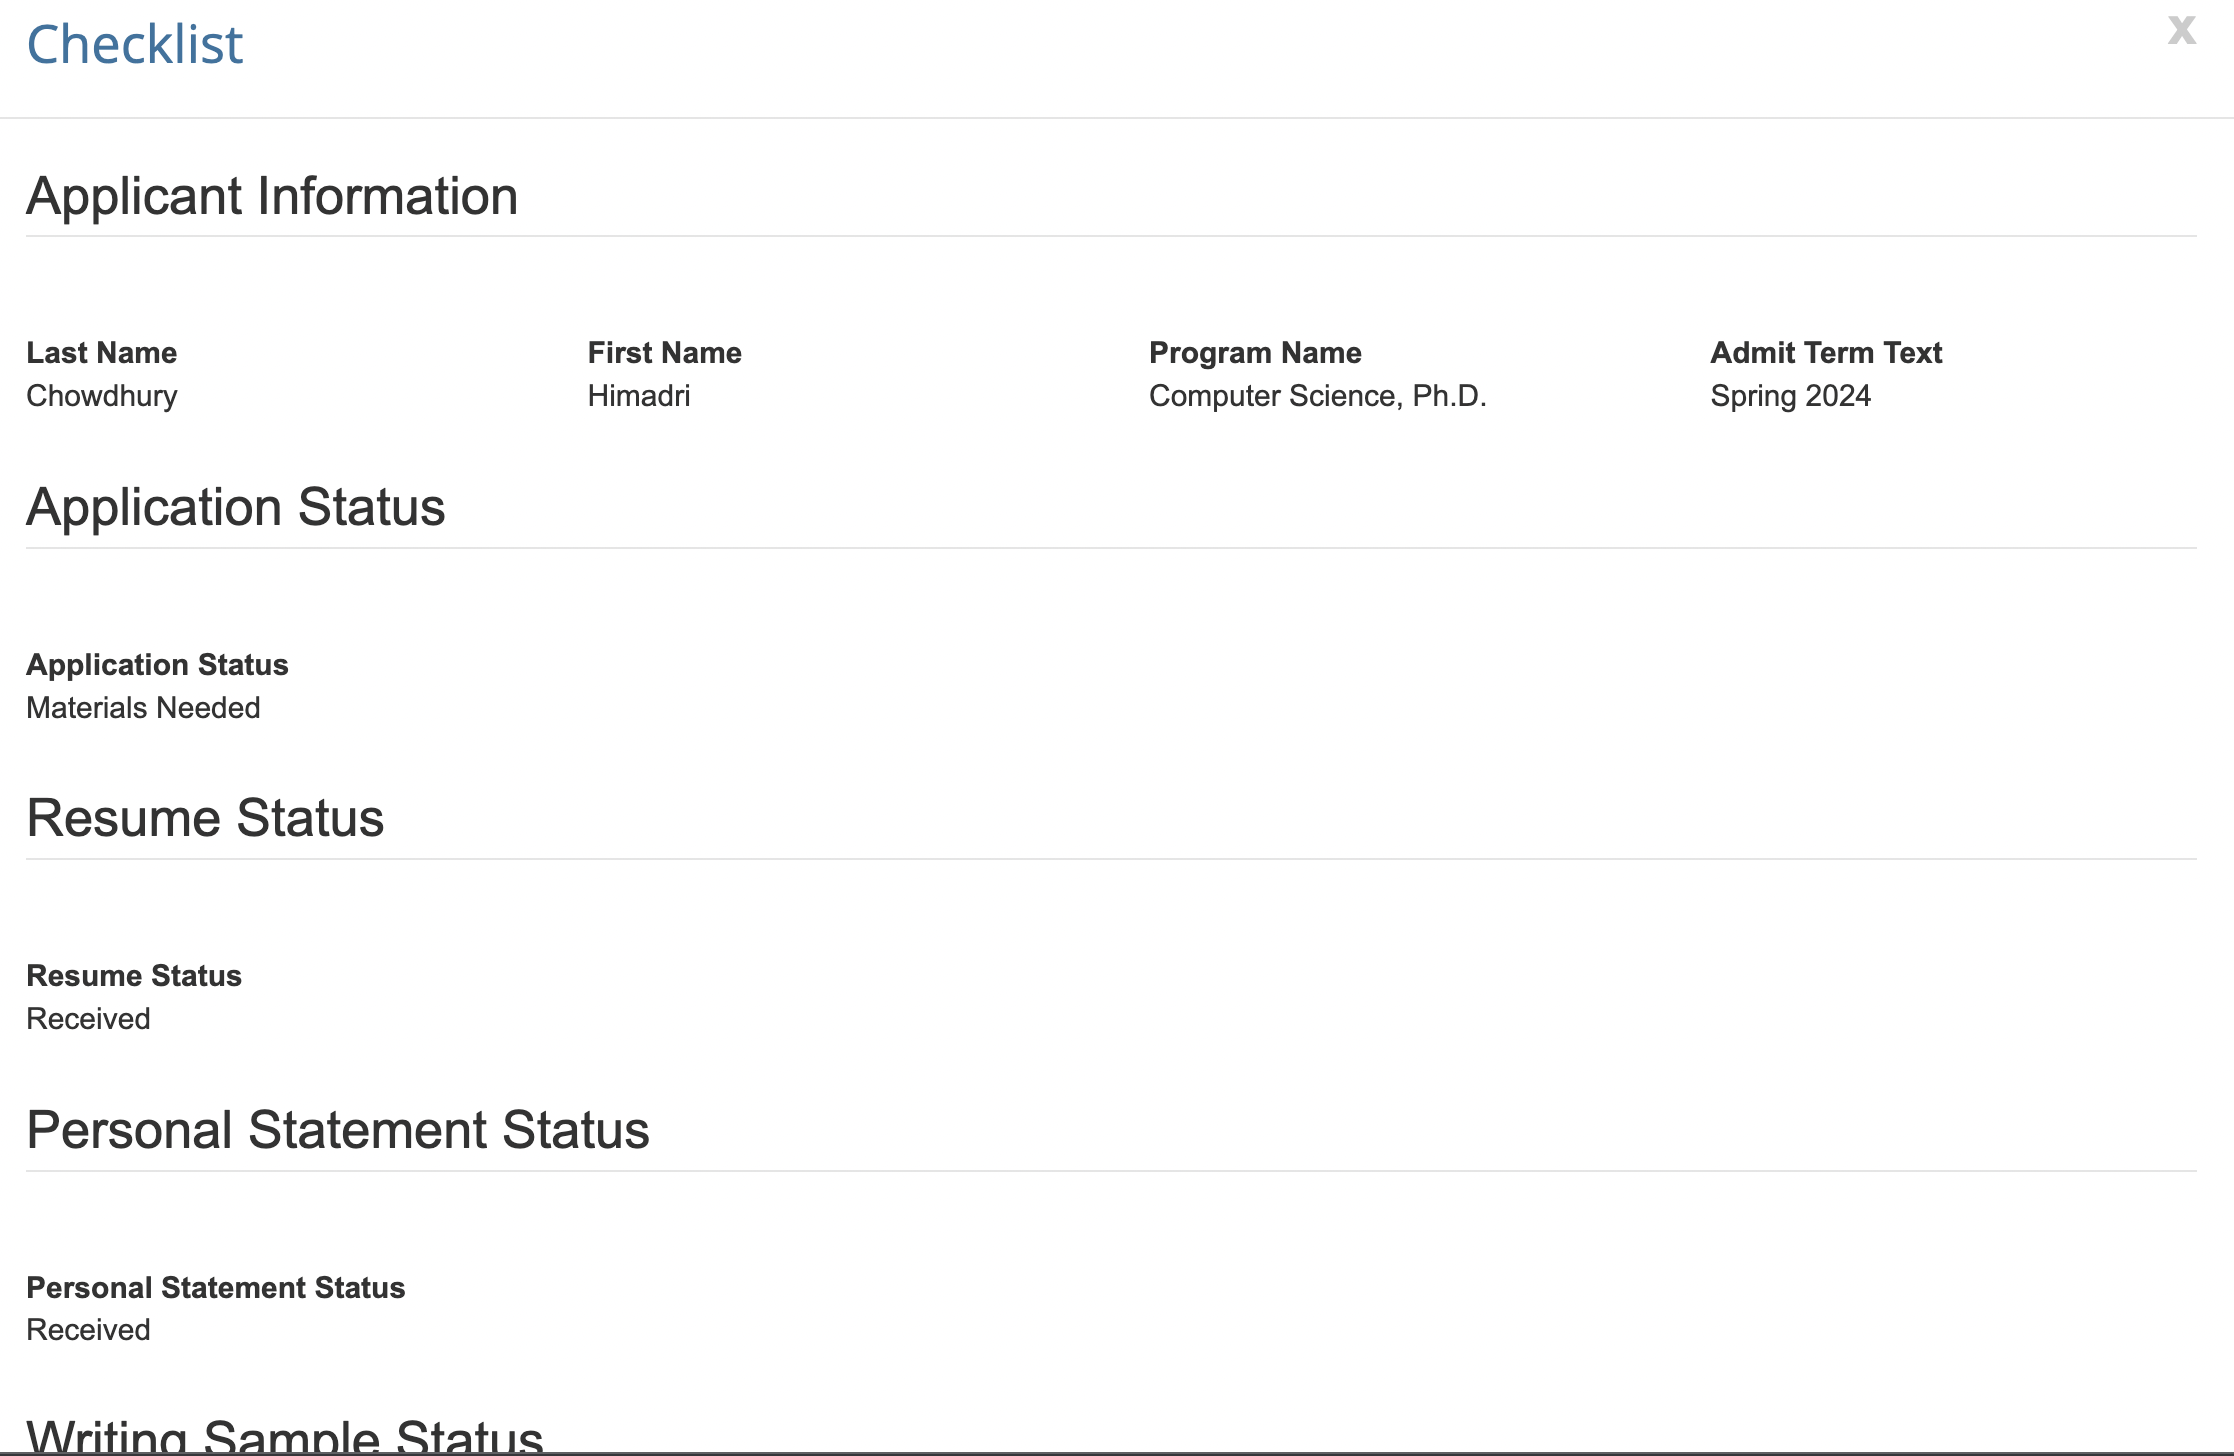 Checklist
x
Applicant Information
Last Name First Name Program Name Admit Term Text
Chowdhury Himadri Computer Science, Ph.D. Spring 2024
Application Status
Application Status
Materials Needed
Resume Status
Resume Status
Received
Personal Statement Status
Personal Statement Status
Received
Writing Sample Status